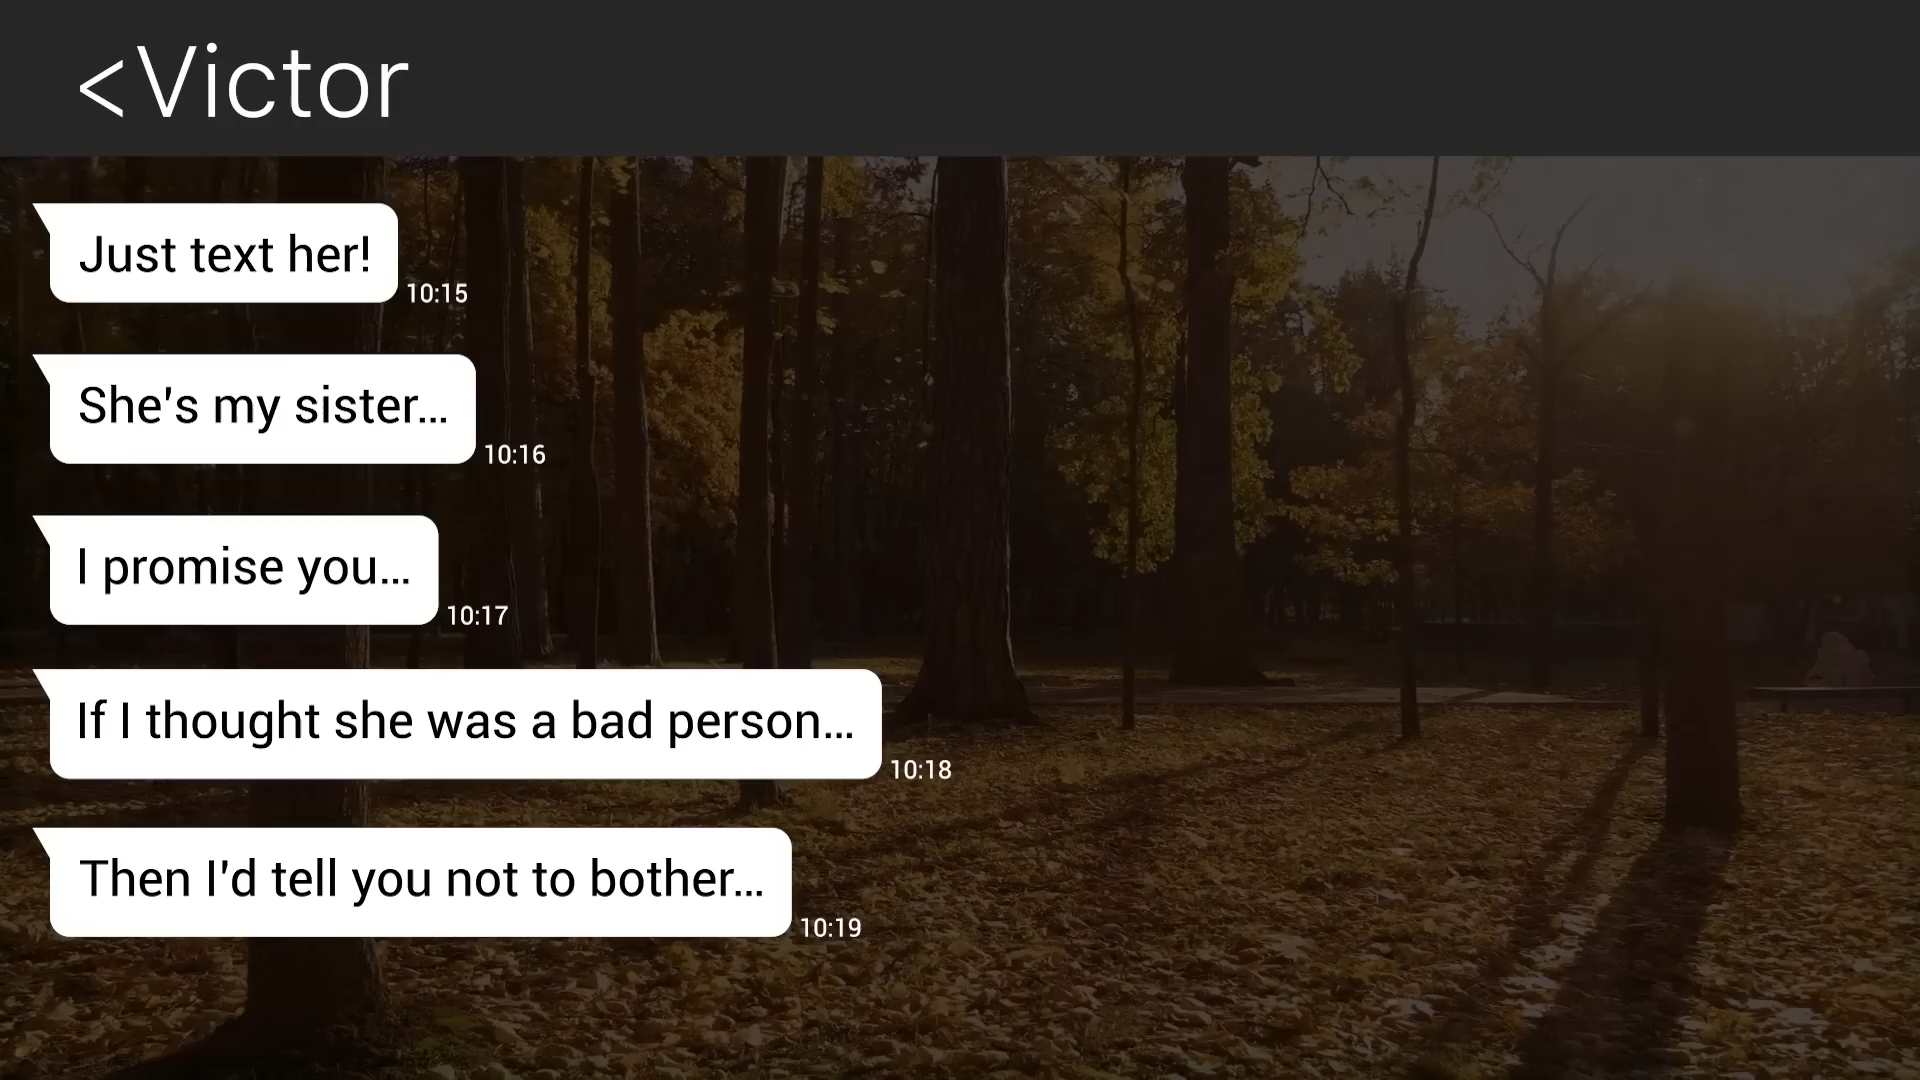 <Victor
Just text her!
10:15
She's my sister...
10:16
I promise you...
10:17
If I thought she was a bad person...
10:18
Then I'd tell you not to bother...
10:19